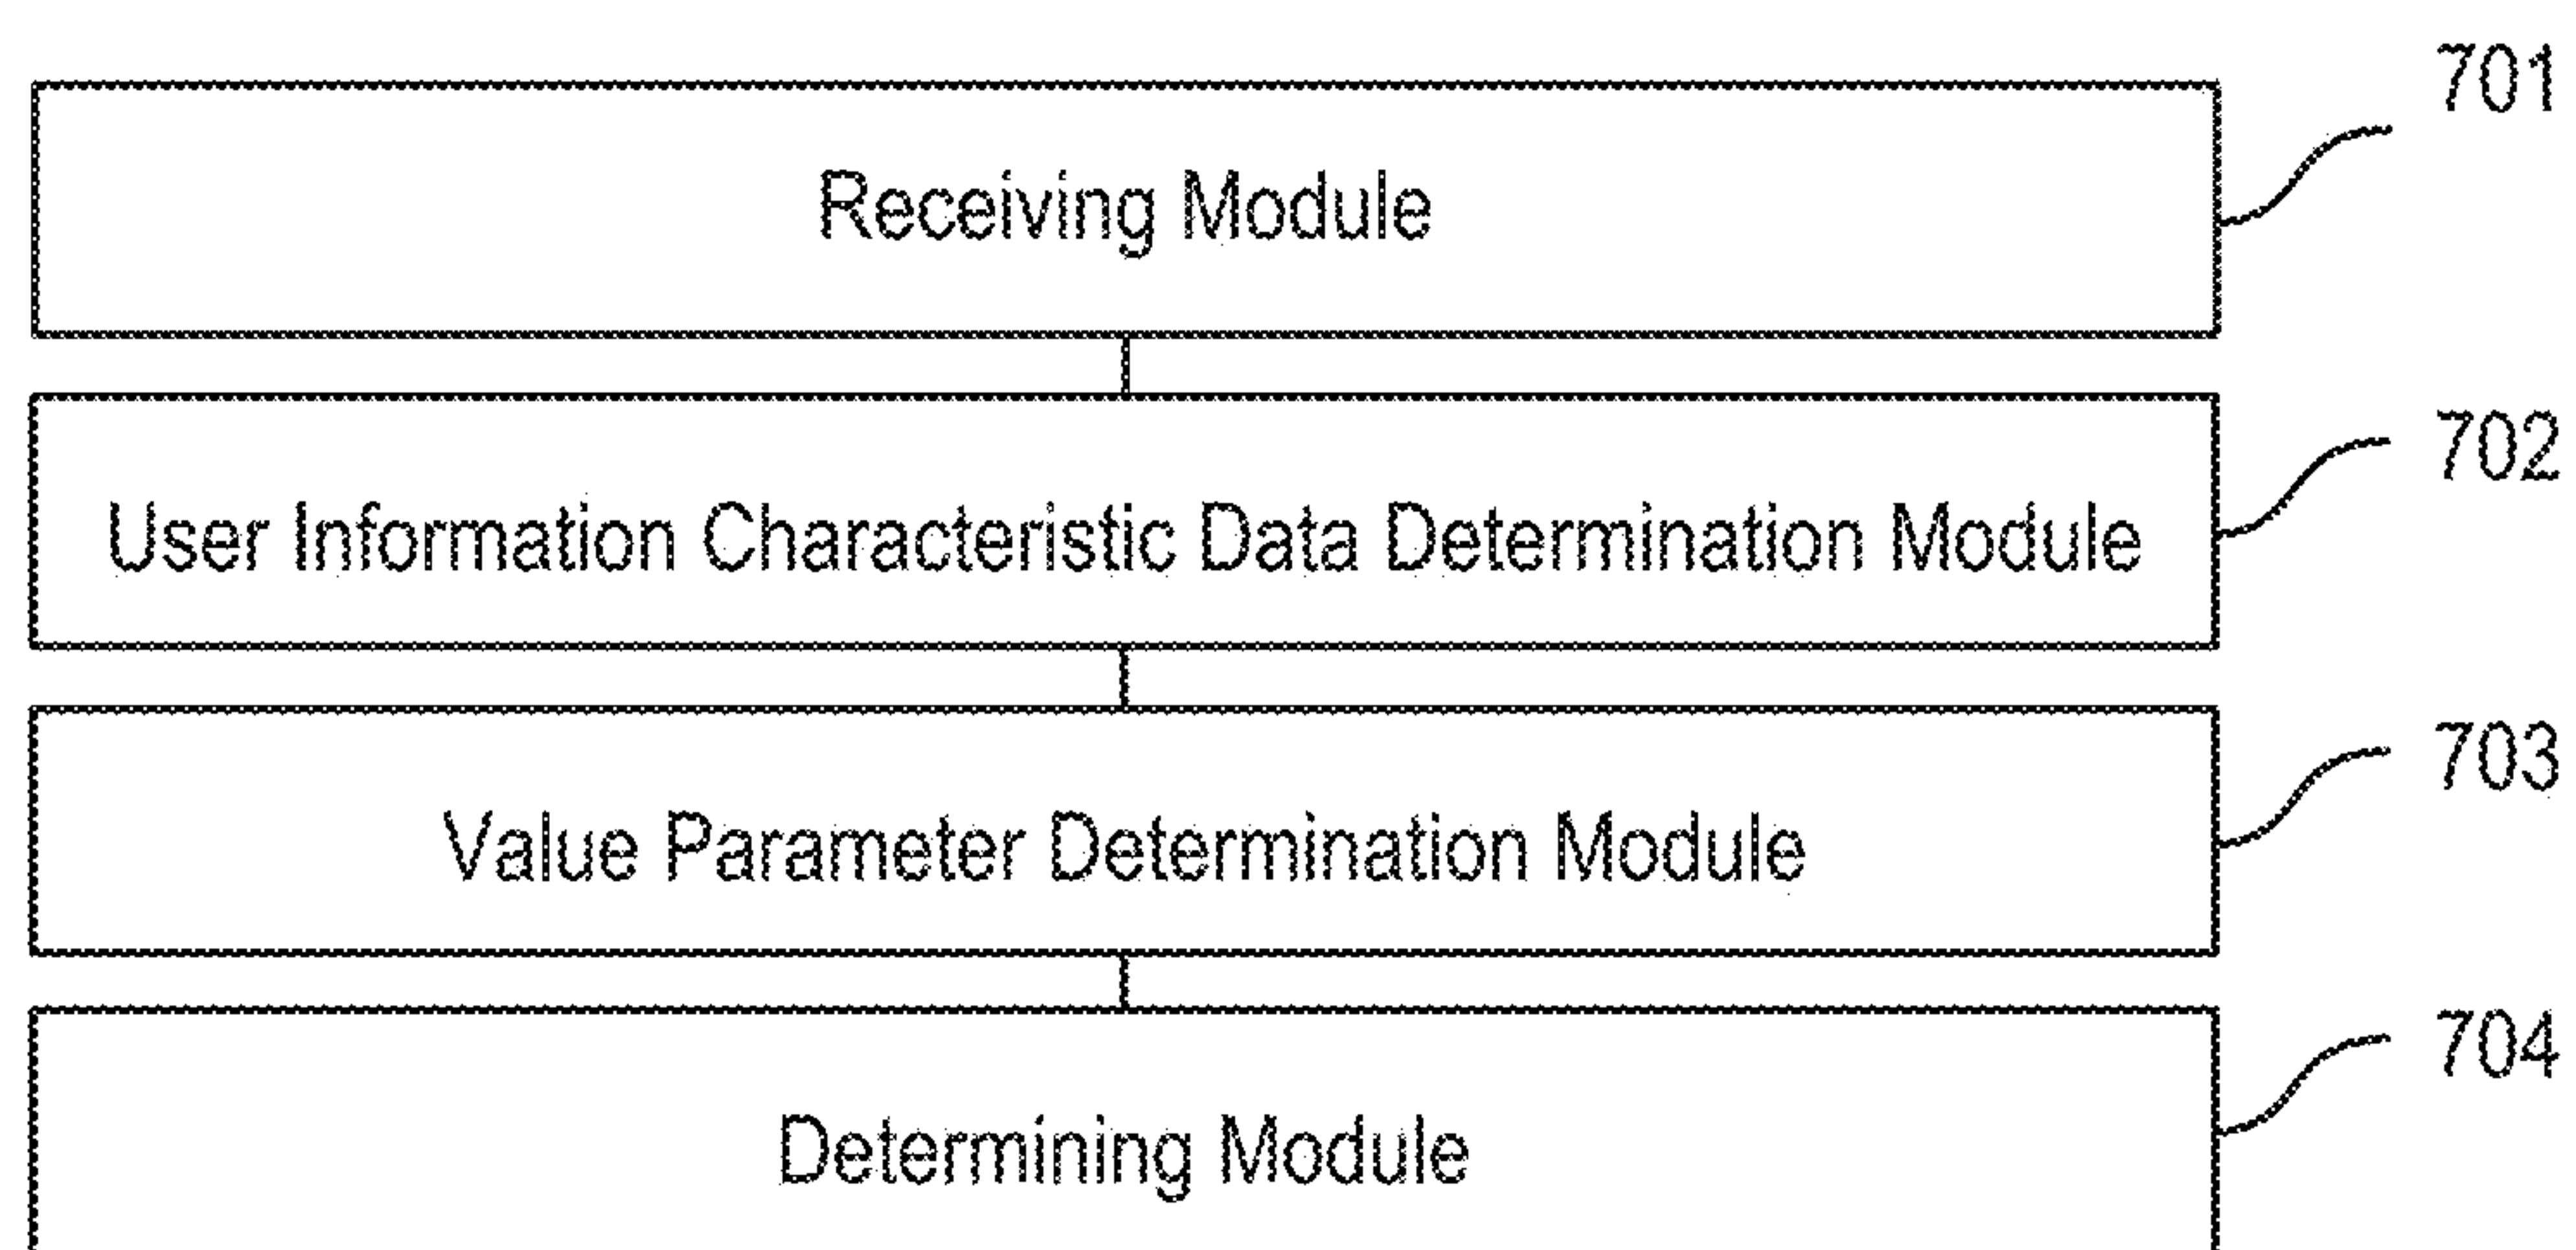 701
Receiving Module
702
User Information Characteristic Data Determination Module
703
Value Parameter Determination Module
704
Determining Module